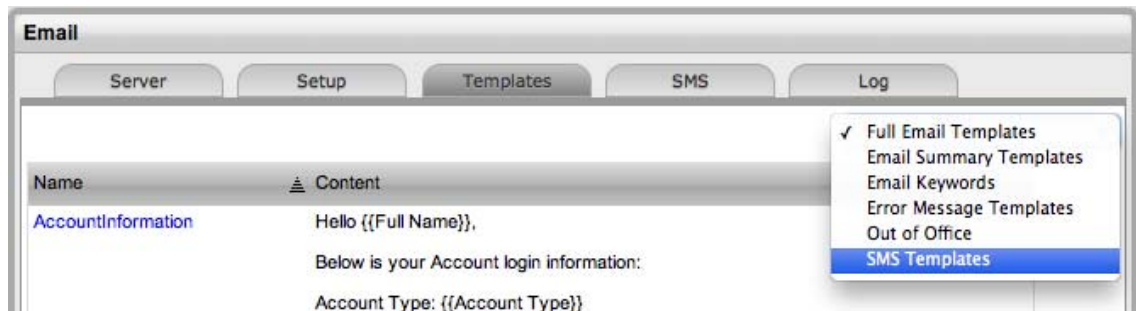 Email
Server Setup Templates SMS Log
✓ Full Email Templates
Email Summary Templates
Email Keywords
Error Message Templates
Out of Office
SMS Templates
Name Content
AccountInformation Hello {{Full Name}},
Below is your Account login information:
Account Type: {{Account Type}}